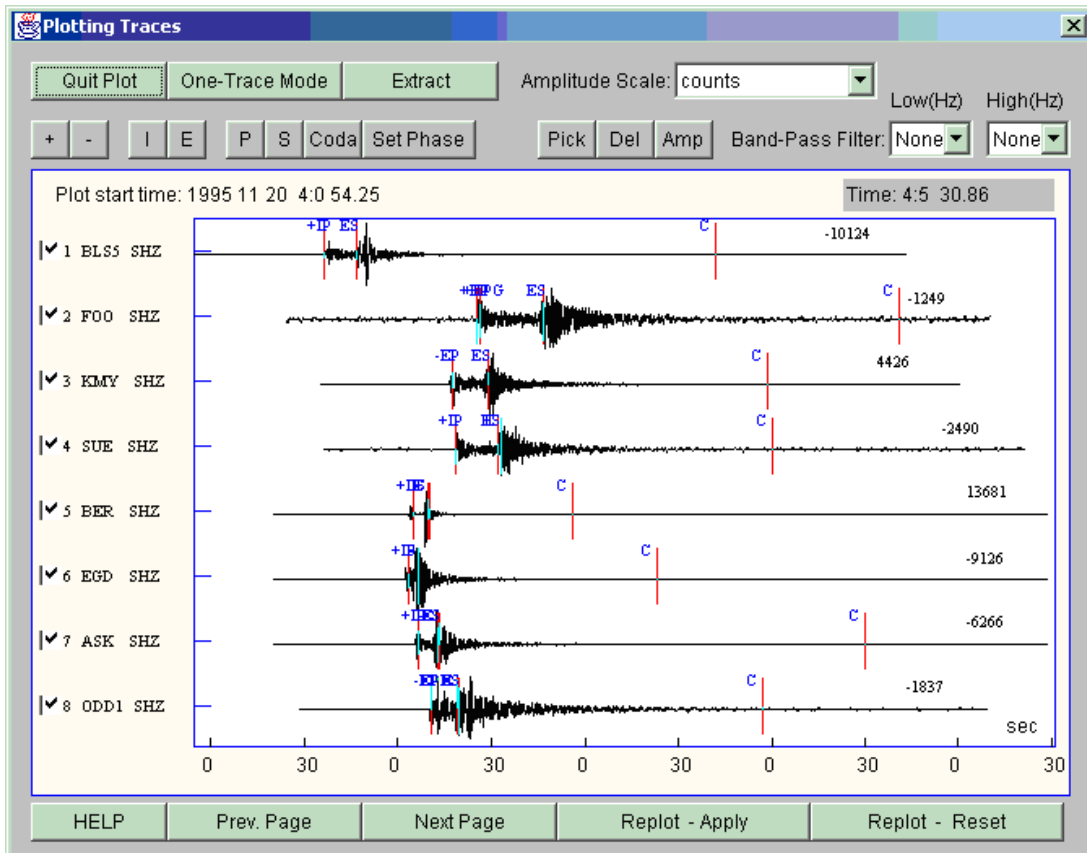 Plotting Traces
Quit Plot One-Trace Mode Extract Amplitude Scale: counts
Low(Hz) High(Hz)
+ - I E P S Coda Set Phase Pick Del Amp Band-Pass Filter: None None
Plot start time: 1995 11 20 4:0 54.25 Time: 4:5 30.86
+IP ES C -10124
1 BLS5 SHZ
ES C -1249
2 FOO SHZ
-EP ES C 4426
3 KMY SHZ
+IP C -2490
4 SUE SHZ
C 13681
5 BER SHZ
C -9126
6 EGD SHZ
C -6266
7 ASK SHZ
C -1837
8 ODD1 SHZ
sec
0 30 0 30 0 30 0 30 0 30
HELP Prev. Page Next Page Replot - Apply Replot - Reset